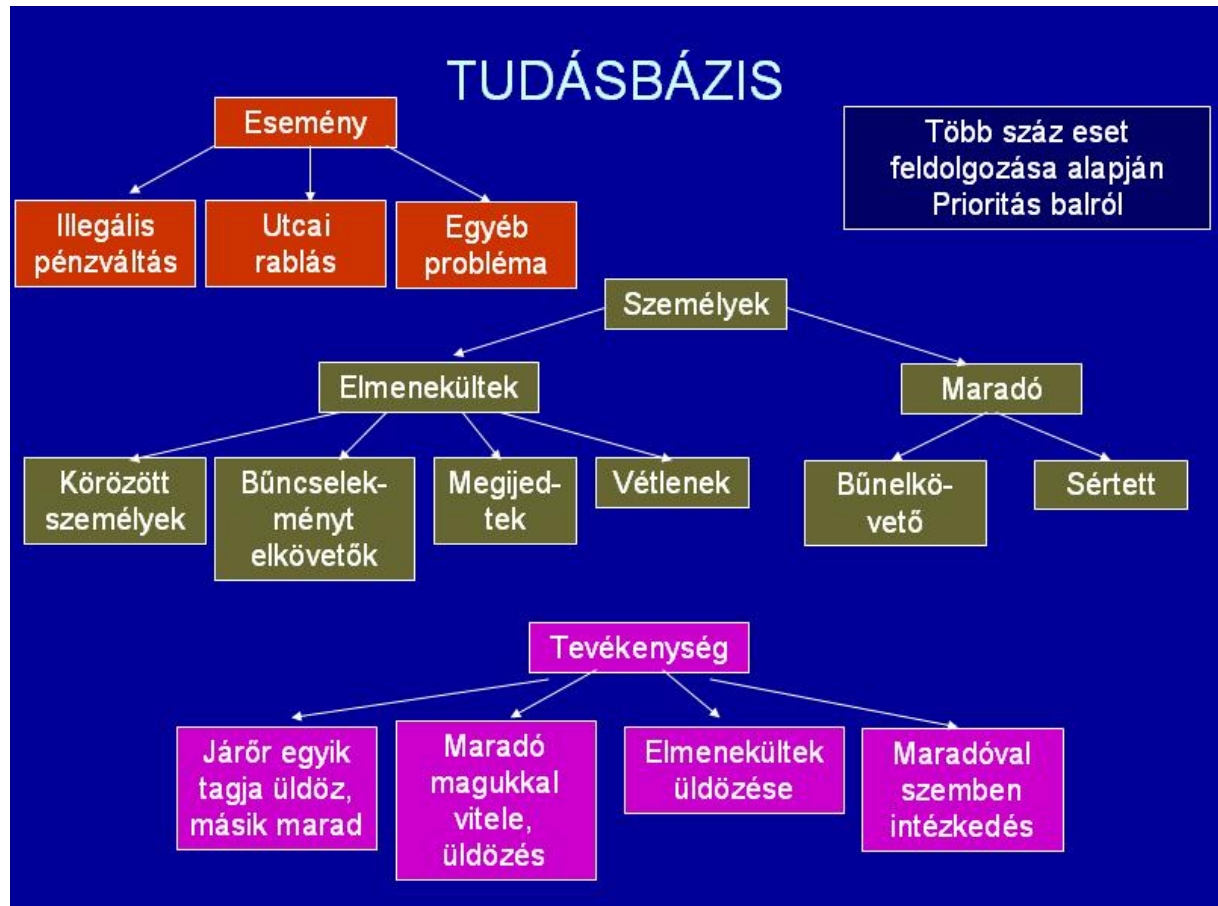 TUDÁSBÁZIS
Esemény
Több száz eset
feldolgozása alapján
Prioritás balról
Illegális
pénzváltás
Utcai
rablás
Egyéb
probléma
Személyek
Elmenekültek
Maradó
Körözött
személyek
Bűncselek-
ményt
elkövetők
Megijed-
tek
Vétlenek
Bűnelkö-
vető
Sértett
Tevékenység
Járőr egyik
tagja üldöz,
másik marad
Maradó
magukkal
vitele,
üldözés
Elmenekültek
üldözése
Maradóval
szemben
intézkedés